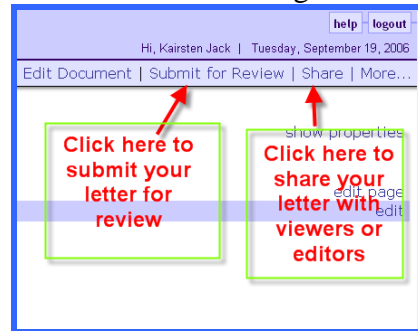 help logout
Hi, Kairsten Jack | Tuesday, September 19, 2006
Edit Document | Submit for Review | Share | More...
Click here to
submit your
letter for
review
show properties
Click here to
share your
letter with
viewers or
editors
edit page
edit